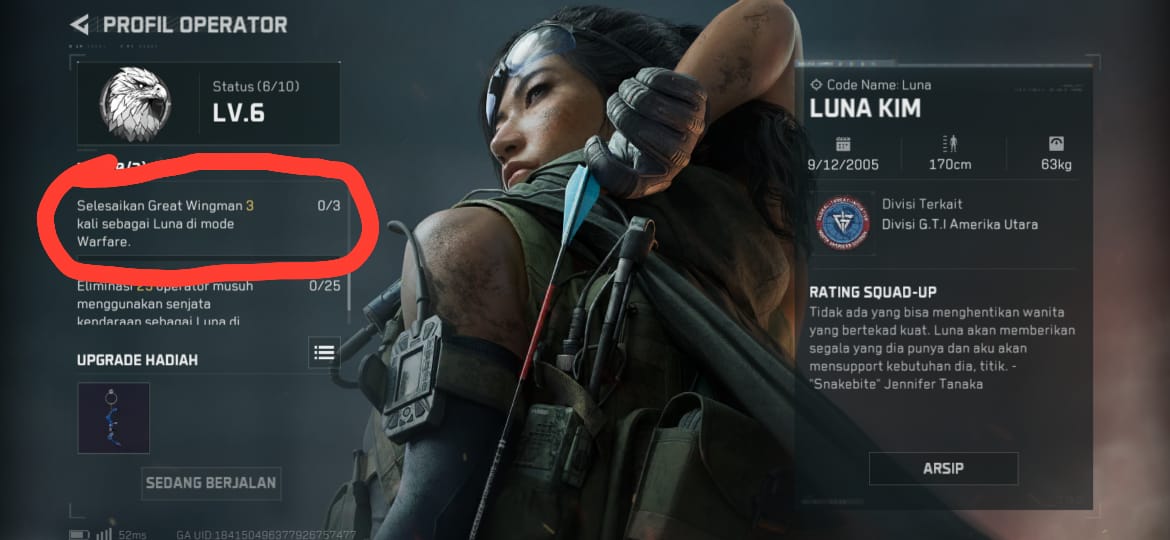 PROFIL OPERATOR
Status (6/10)
LV.6
Selesaikan Great Wingman 3 0/3
kali sebagai Luna di mode
Warfare.
Eliminasi 25 operator musuh 0/25
menggunakan senjata
kendaraan sebagai Luna di
UPGRADE HADIAH
SEDANG BERJALAN
52ms GA UID:184150496377926757477
Code Name: Luna
LUNA KIM
9/12/2005 170cm 63kg
Divisi Terkait
Divisi G.T.I Amerika Utara
RATING SQUAD-UP
Tidak ada yang bisa menghentikan wanita
yang bertekad kuat. Luna akan memberikan
segala yang dia punya dan aku akan
mensupport kebutuhan dia, titik. -
"Snakebite" Jennifer Tanaka
ARSIP